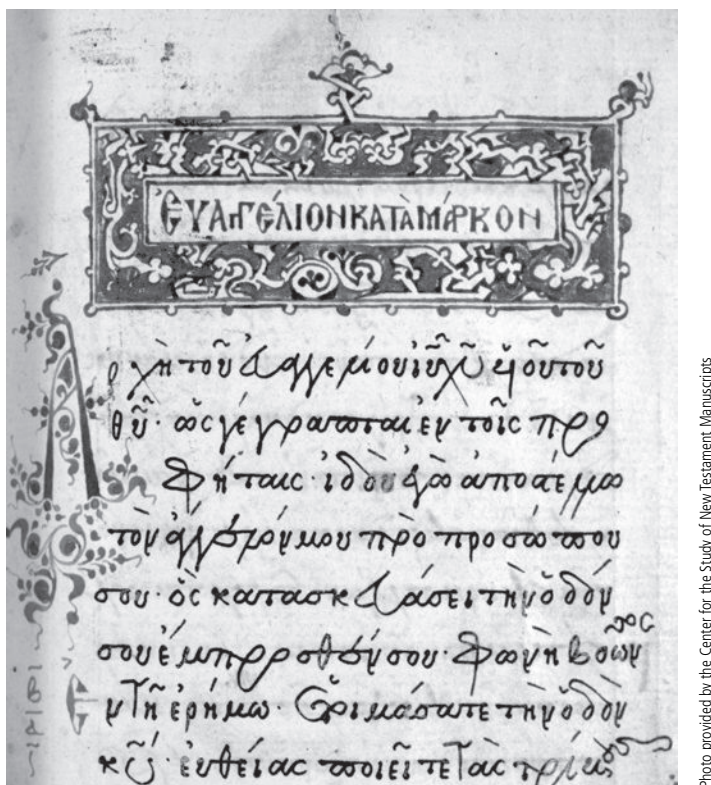 ΕΥΑΓΓΕΛΙΟΝ ΚΑΤΑ ΜΑΡΚΟΝ
Ἀρχὴ τοῦ εὐαγγελίου ἰυ χυ υἱοῦ τοῦ
θυ· ὡς γέγραπται ἐν τοῖς προ
φήταις· ἰδοὺ ἐγὼ ἀποστέλλω
τὸν ἄγγελόν μου πρὸ προσώπου
σου· ὃς κατασκευάσει τὴν ὁδόν
σου ἔμπροσθέν σου· φωνὴ βοῶντος
ἐν τῆ ἐρήμω· ἑτοιμάσατε τὴν ὁδὸν
κυ· εὐθείας ποιεῖτε τὰς τρίβους
Photo provided by the Center for the Study of New Testament Manuscripts